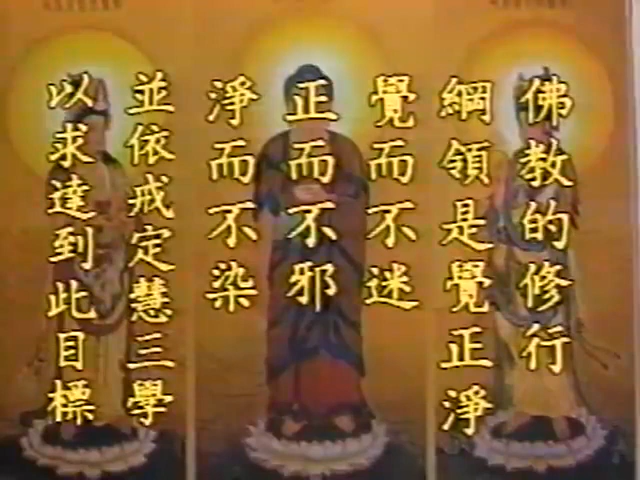 佛教的修行
綱領是覺正淨
覺而不迷
正而不邪
淨而不染
並依戒定慧三學
以求達到此目標